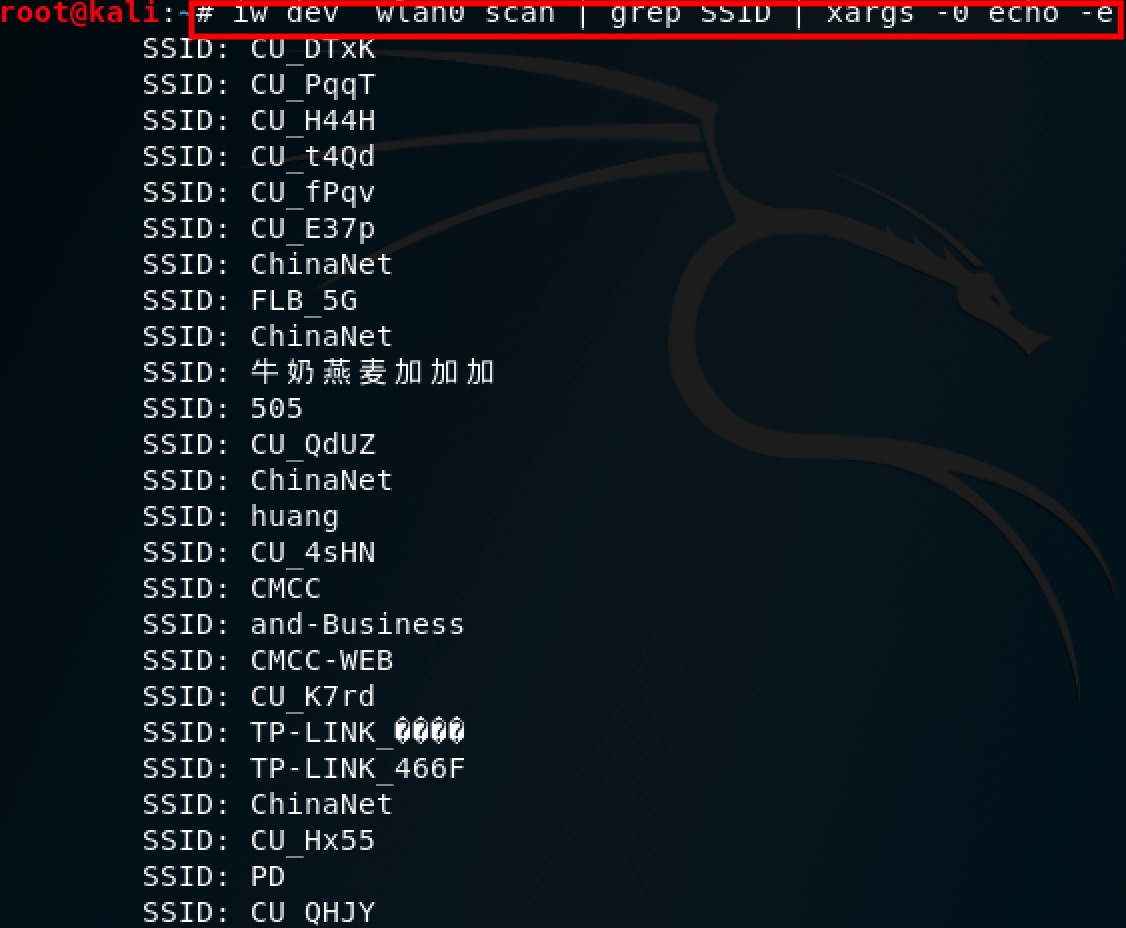 root@kali:~# iw dev  wlan0 scan | grep SSID | xargs -0 echo -e
SSID: CU_DTxK
SSID: CU_PqqT
SSID: CU_H44H
SSID: CU_t4Qd
SSID: CU_fPqv
SSID: CU_E37p
SSID: ChinaNet
SSID: FLB_5G
SSID: ChinaNet
SSID: 牛奶燕麦加加加
SSID: 505
SSID: CU_QdUZ
SSID: ChinaNet
SSID: huang
SSID: CU_4sHN
SSID: CMCC
SSID: and-Business
SSID: CMCC-WEB
SSID: CU_K7rd
SSID: TP-LINK_����
SSID: TP-LINK_466F
SSID: ChinaNet
SSID: CU_Hx55
SSID: PD
SSID: CU_QHJY